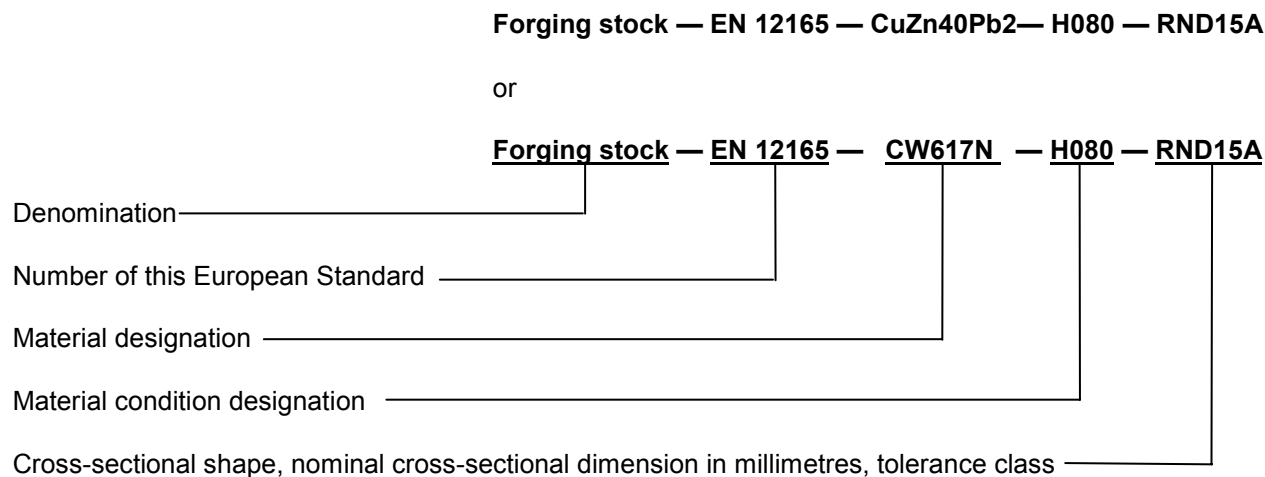 Forging stock — EN 12165 — CuZn40Pb2— H080 — RND15A
or
Forging stock — EN 12165 — CW617N — H080 — RND15A
Denomination
Number of this European Standard
Material designation
Material condition designation
Cross-sectional shape, nominal cross-sectional dimension in millimetres, tolerance class